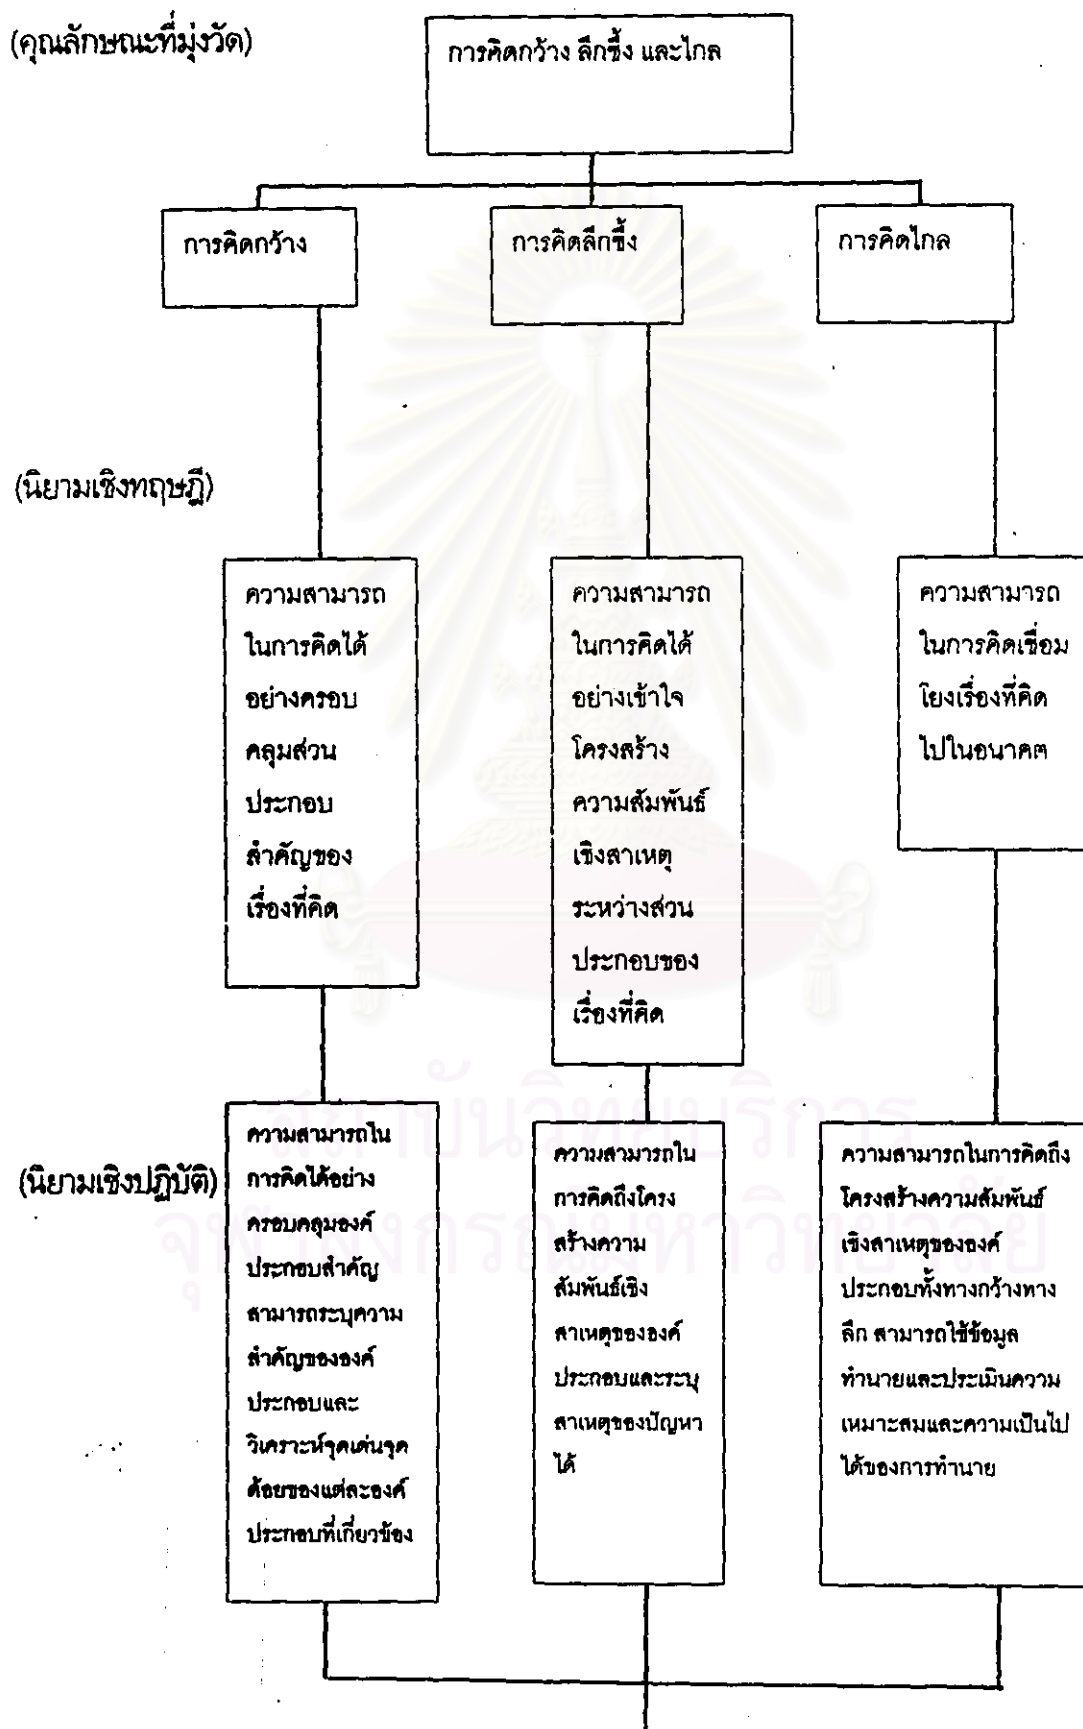 (คุณลักษณะที่มุ่งวัด)
การคิดกว้าง ลึกซึ้ง และไกล
การคิดกว้าง
การคิดลึกซึ้ง
การคิดไกล
(นิยามเชิงทฤษฎี)
ความสามารถ
ในการคิดได้
อย่างครอบ
คลุมส่วน
ประกอบ
สำคัญของ
เรื่องที่คิด
ความสามารถ
ในการคิดได้
อย่างเข้าใจ
โครงสร้าง
ความสัมพันธ์
เชิงสาเหตุ
ระหว่างส่วน
ประกอบของ
เรื่องที่คิด
ความสามารถ
ในการคิดเชื่อม
โยงเรื่องที่คิด
ไปในอนาคต
(นิยามเชิงปฏิบัติ)
ความสามารถใน
การคิดได้อย่าง
ครอบคลุมองค์
ประกอบสำคัญ
สามารถระบุความ
สำคัญขององค์
ประกอบและ
วิเคราะห์จุดเด่นจุด
ด้อยของแต่ละองค์
ประกอบที่เกี่ยวข้อง
ความสามารถใน
การคิดถึงโครง
สร้างความ
สัมพันธ์เชิง
สาเหตุขององค์
ประกอบและระบุ
สาเหตุของปัญหา
ได้
ความสามารถในการคิดถึง
โครงสร้างความสัมพันธ์
เชิงสาเหตุขององค์
ประกอบทั้งทางกว้างทาง
ลึก สามารถใช้ข้อมูล
ทำนายและประเมินความ
เหมาะสมและความเป็นไป
ได้ของการทำนาย
สถาบันวิทยบริการ
จุฬาลงกรณ์มหาวิทยาลัย